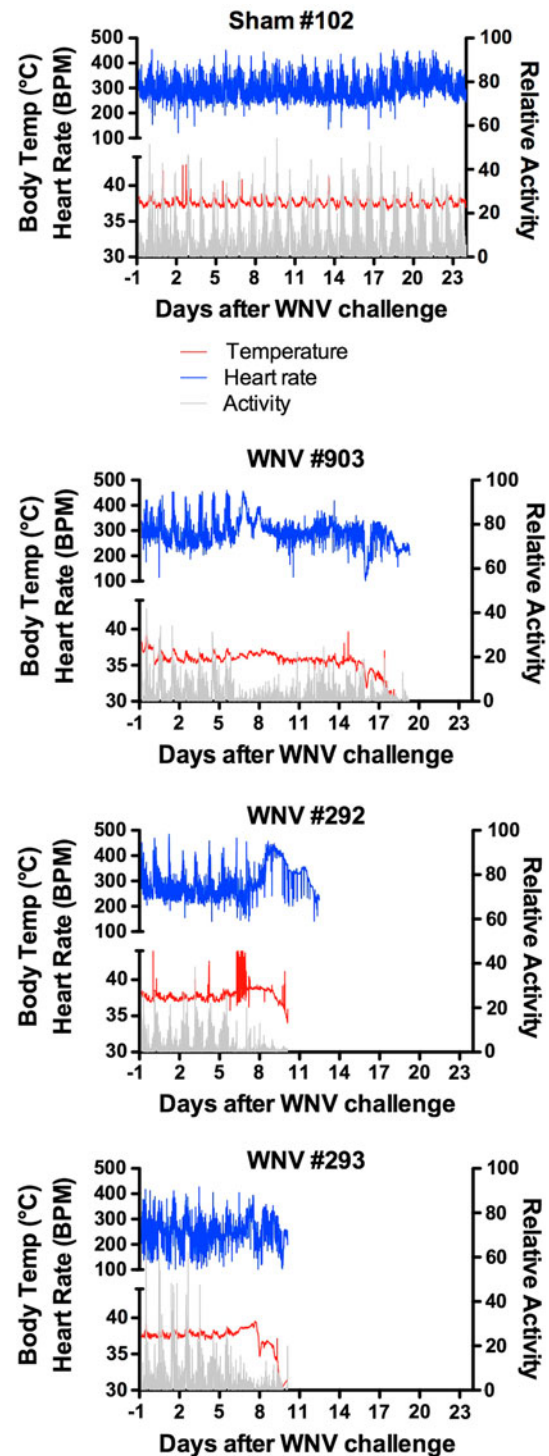 Sham #102
Body Temp (°C)
Heart Rate (BPM)
500
400
300
200
100
40
35
30
100
80
60
40
20
0
Relative Activity
-1 2 5 8 11 14 17 20 23
Days after WNV challenge
Temperature
Heart rate
Activity
WNV #903
Body Temp (°C)
Heart Rate (BPM)
500
400
300
200
100
40
35
30
100
80
60
40
20
0
Relative Activity
-1 2 5 8 11 14 17 20 23
Days after WNV challenge
WNV #292
Body Temp (°C)
Heart Rate (BPM)
500
400
300
200
100
40
35
30
100
80
60
40
20
0
Relative Activity
-1 2 5 8 11 14 17 20 23
Days after WNV challenge
WNV #293
Body Temp (°C)
Heart Rate (BPM)
500
400
300
200
100
40
35
30
100
80
60
40
20
0
Relative Activity
-1 2 5 8 11 14 17 20 23
Days after WNV challenge